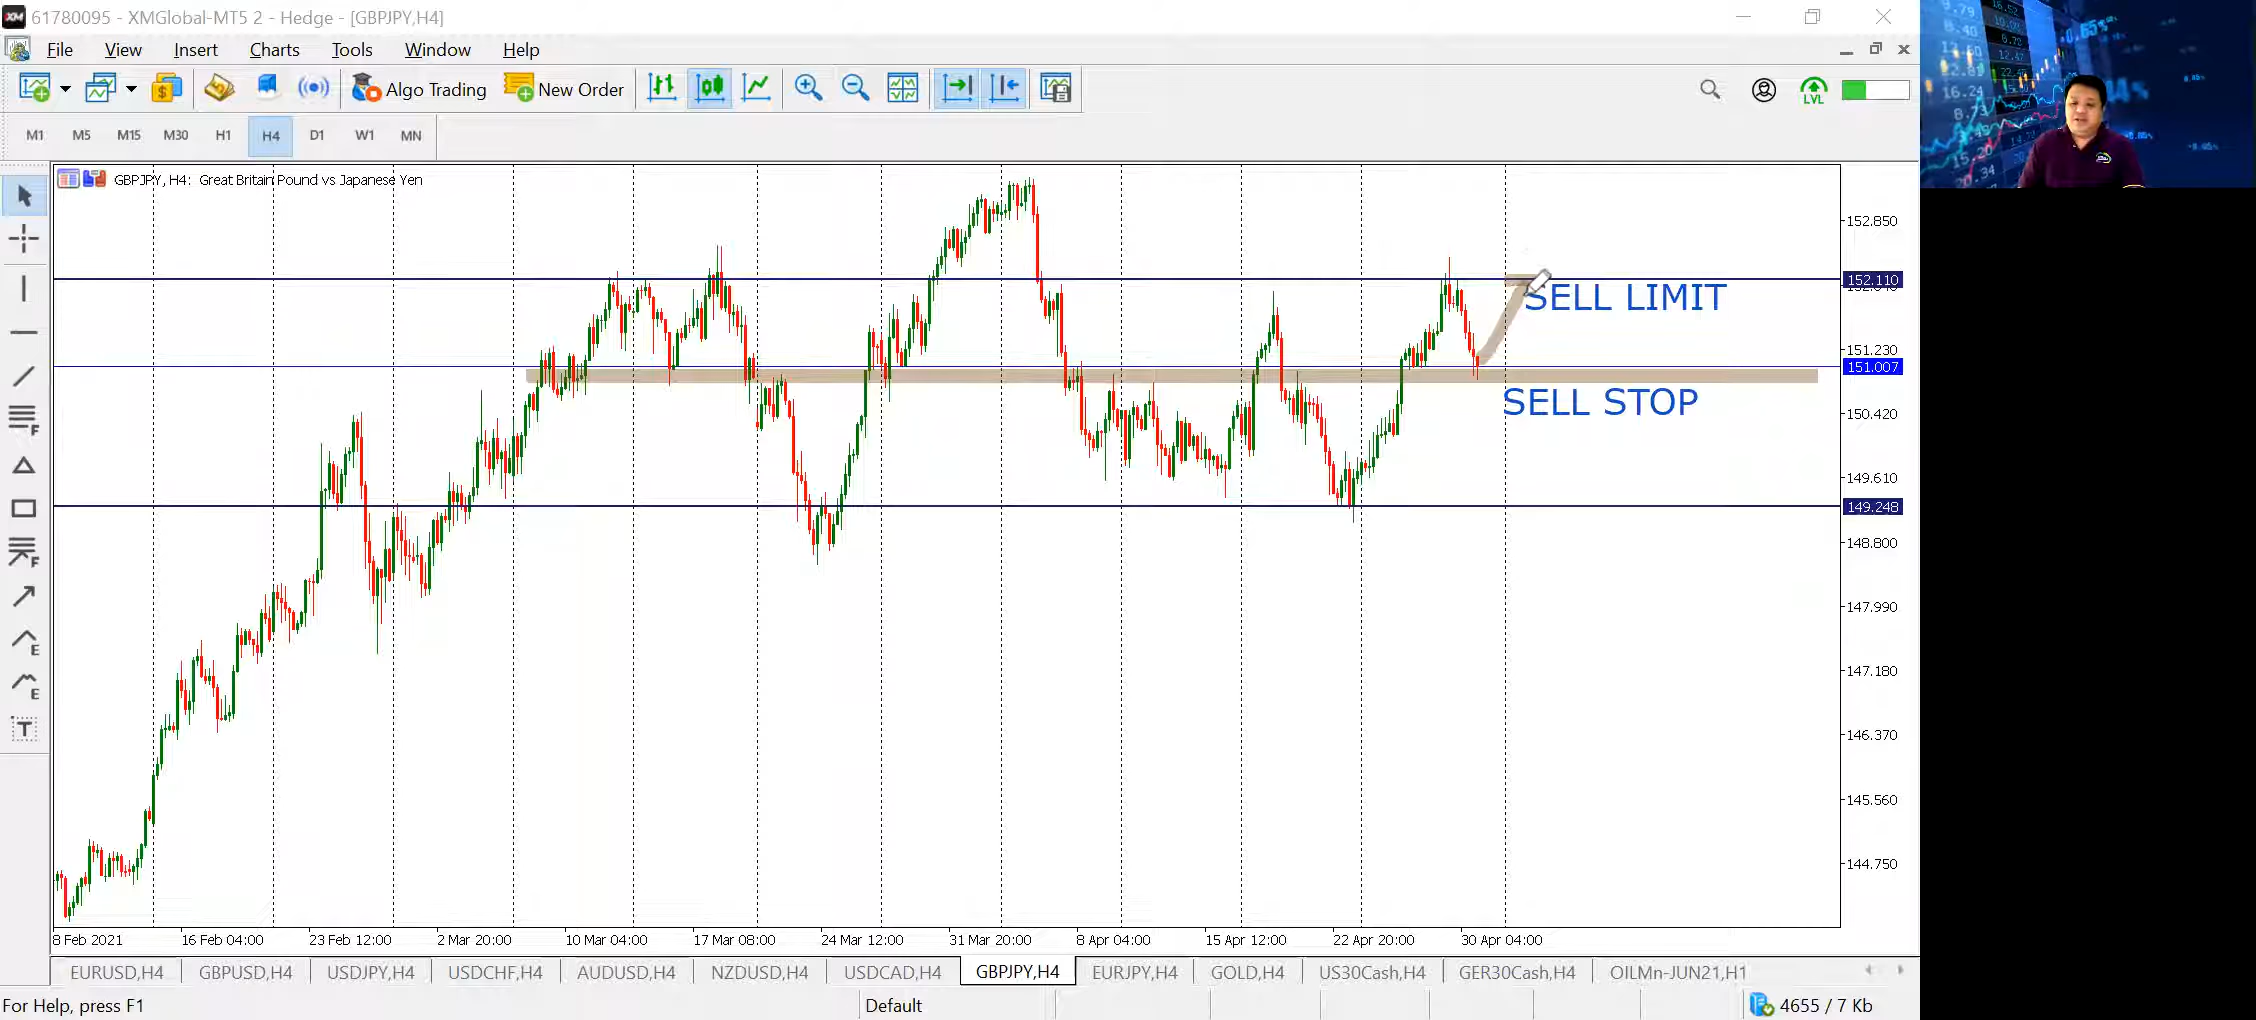 XM 61780095 - XMGlobal-MT5 2 - Hedge - [GBPJPY,H4]
File View Insert Charts Tools Window Help
Algo Trading New Order LVL
M1 M5 M15 M30 H1 H4 D1 W1 MN
GBPJPY, H4: Great Britain Pound vs Japanese Yen
152.850
152.110
SELL LIMIT
151.230
151.007
SELL STOP
150.420
149.610
149.248
148.800
147.990
147.180
146.370
145.560
144.750
8 Feb 2021 16 Feb 04:00 23 Feb 12:00 2 Mar 20:00 10 Mar 04:00 17 Mar 08:00 24 Mar 12:00 31 Mar 20:00 8 Apr 04:00 15 Apr 12:00 22 Apr 20:00 30 Apr 04:00
EURUSD,H4 GBPUSD,H4 USDJPY,H4 USDCHF,H4 AUDUSD,H4 NZDUSD,H4 USDCAD,H4 GBPJPY,H4 EURJPY,H4 GOLD,H4 US30Cash,H4 GER30Cash,H4 OILMn-JUN21,H1
For Help, press F1 Default 4655 / 7 Kb